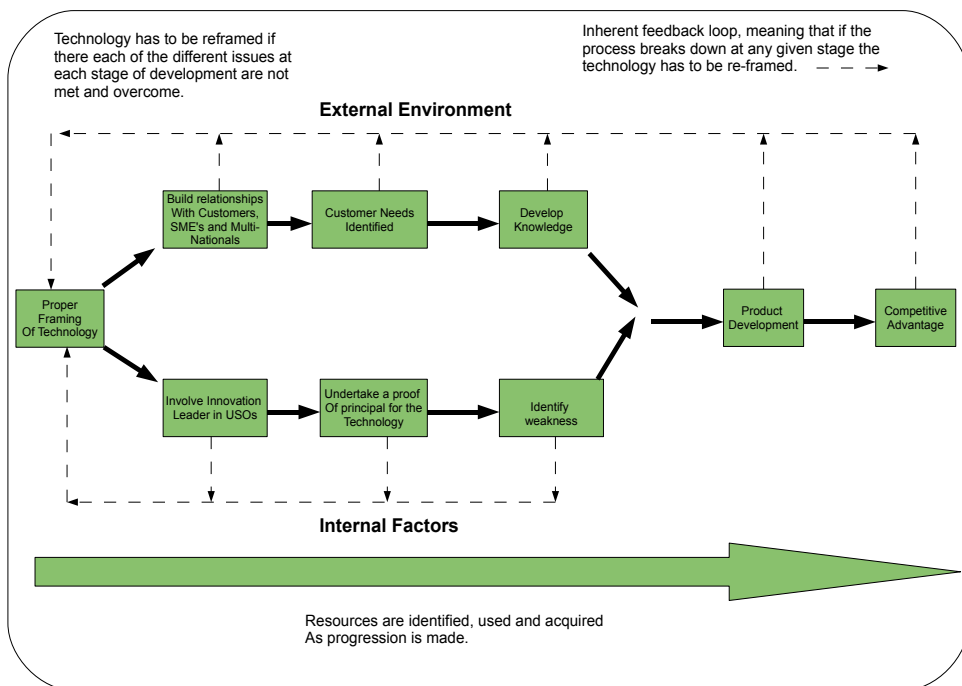 Technology has to be reframed if
there each of the different issues at
each stage of development are not
met and overcome.
Inherent feedback loop, meaning that if the
process breaks down at any given stage the
technology has to be re-framed.
External Environment
Build relationships
With Customers,
SME's and Multi-
Nationals
Customer Needs
Identified
Develop
Knowledge
Proper
Framing
Of Technology
Product
Development
Competitive
Advantage
Involve Innovation
Leader in USOs
Undertake a proof
Of principal for the
Technology
Identify
weakness
Internal Factors
Resources are identified, used and acquired
As progression is made.